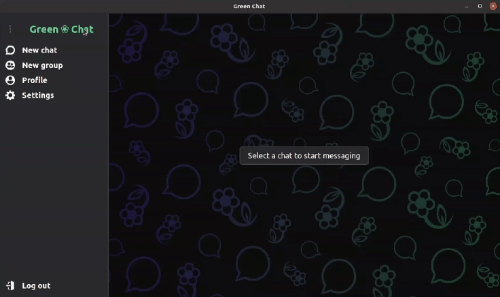 Green Chat
Green Chat
New chat
New group
Profile
Settings
Select a chat to start messaging
Log out